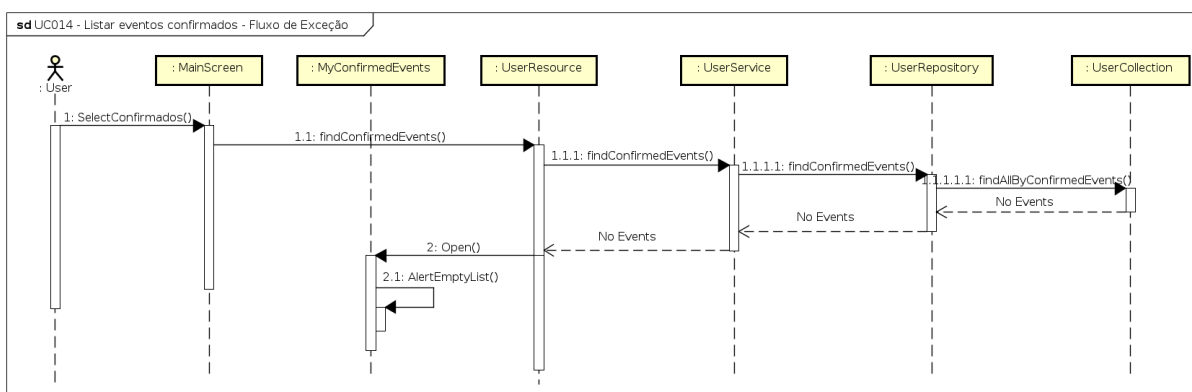 sd UC014 - Listar eventos confirmados - Fluxo de Exceção
: User
: MainScreen
: MyConfirmedEvents
: UserResource
: UserService
: UserRepository
: UserCollection
1: SelectConfirmados()
1.1: findConfirmedEvents()
1.1.1: findConfirmedEvents()
1.1.1.1: findConfirmedEvents()
1.1.1.1.1: findAllByConfirmedEvents()
No Events
No Events
No Events
2: Open()
2.1: AlertEmptyList()